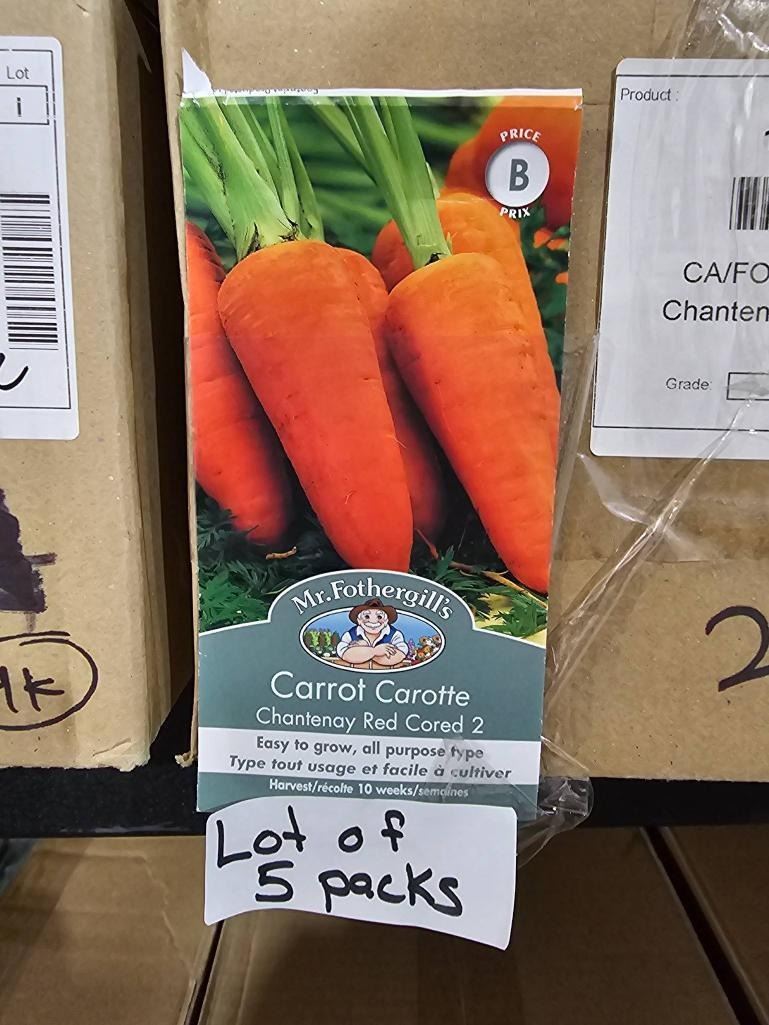 Lot
i
PRICE
B
PRIX
Product :
CA/FO
Chanten
Grade:
2
Mr.Fothergill's
Carrot Carotte
Chantenay Red Cored 2
Easy to grow, all purpose type
Type tout usage et facile à cultiver
Harvest/récolte 10 weeks/semaines
Lot of
5 packs